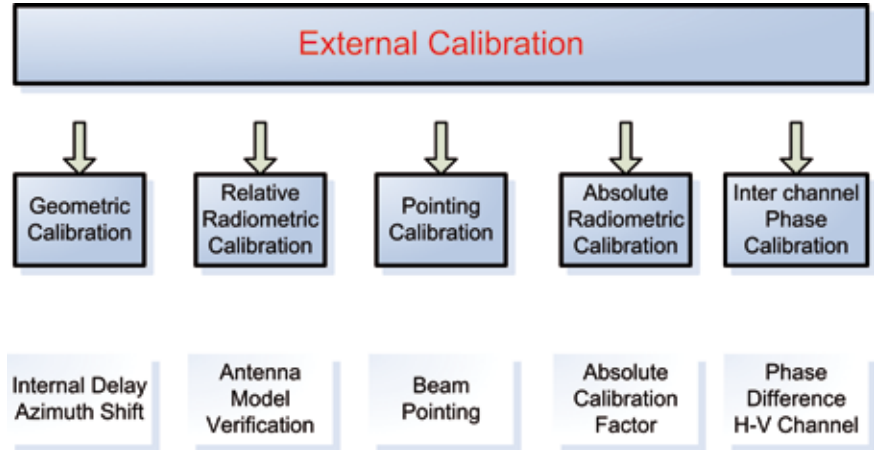 External Calibration
Geometric
Calibration
Relative
Radiometric
Calibration
Pointing
Calibration
Absolute
Radiometric
Calibration
Inter channel
Phase
Calibration
Internal Delay
Azimuth Shift
Antenna
Model
Verification
Beam
Pointing
Absolute
Calibration
Factor
Phase
Difference
H-V Channel